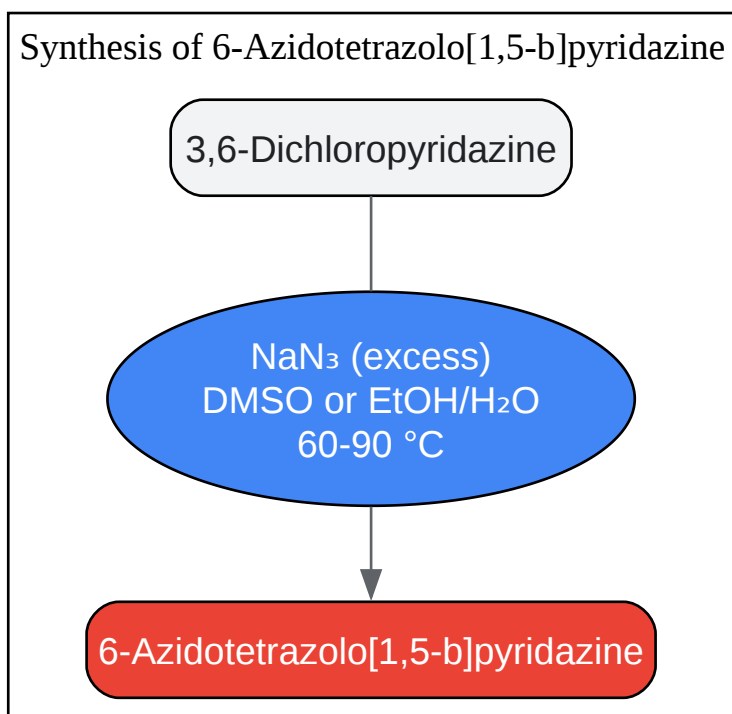 Synthesis of 6-Azidotetrazolo[1,5-b]pyridazine
3,6-Dichloropyridazine
NaN₃ (excess)
DMSO or EtOH/H₂O
60-90 °C
6-Azidotetrazolo[1,5-b]pyridazine